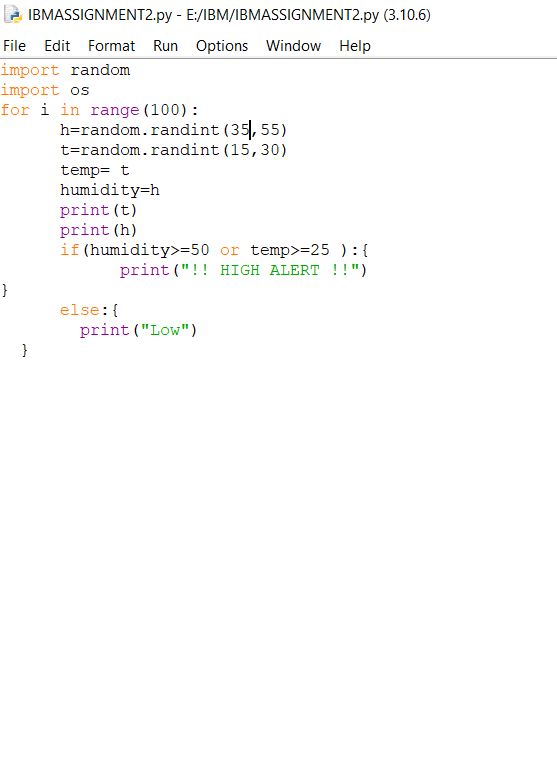 IBMASSIGNMENT2.py - E:/IBM/IBMASSIGNMENT2.py (3.10.6)
File Edit Format Run Options Window Help
import random
import os
for i in range(100):
      h=random.randint(35,55)
      t=random.randint(15,30)
      temp= t
      humidity=h
      print(t)
      print(h)
      if(humidity>=50 or temp>=25 ):{
            print("!! HIGH ALERT !!")
}
      else:{
        print("Low")
  }